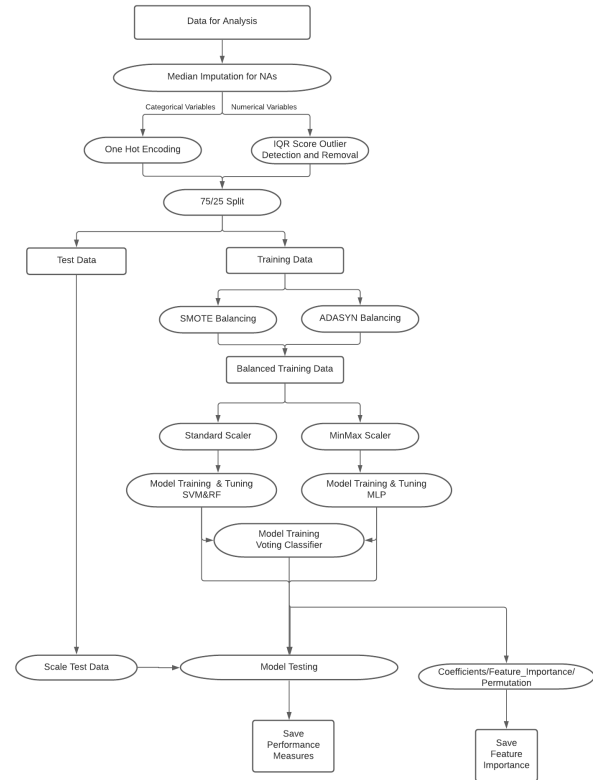 Data for Analysis
Median Imputation for NAs
Categorical Variables
Numerical Variables
One Hot Encoding
IQR Score Outlier
Detection and Removal
75/25 Split
Test Data
Training Data
SMOTE Balancing
ADASYN Balancing
Balanced Training Data
Standard Scaler
MinMax Scaler
Model Training & Tuning
SVM&RF
Model Training & Tuning
MLP
Model Training
Voting Classifier
Scale Test Data
Model Testing
Coefficients/Feature_Importance/
Permutation
Save
Performance
Measures
Save
Feature
Importance